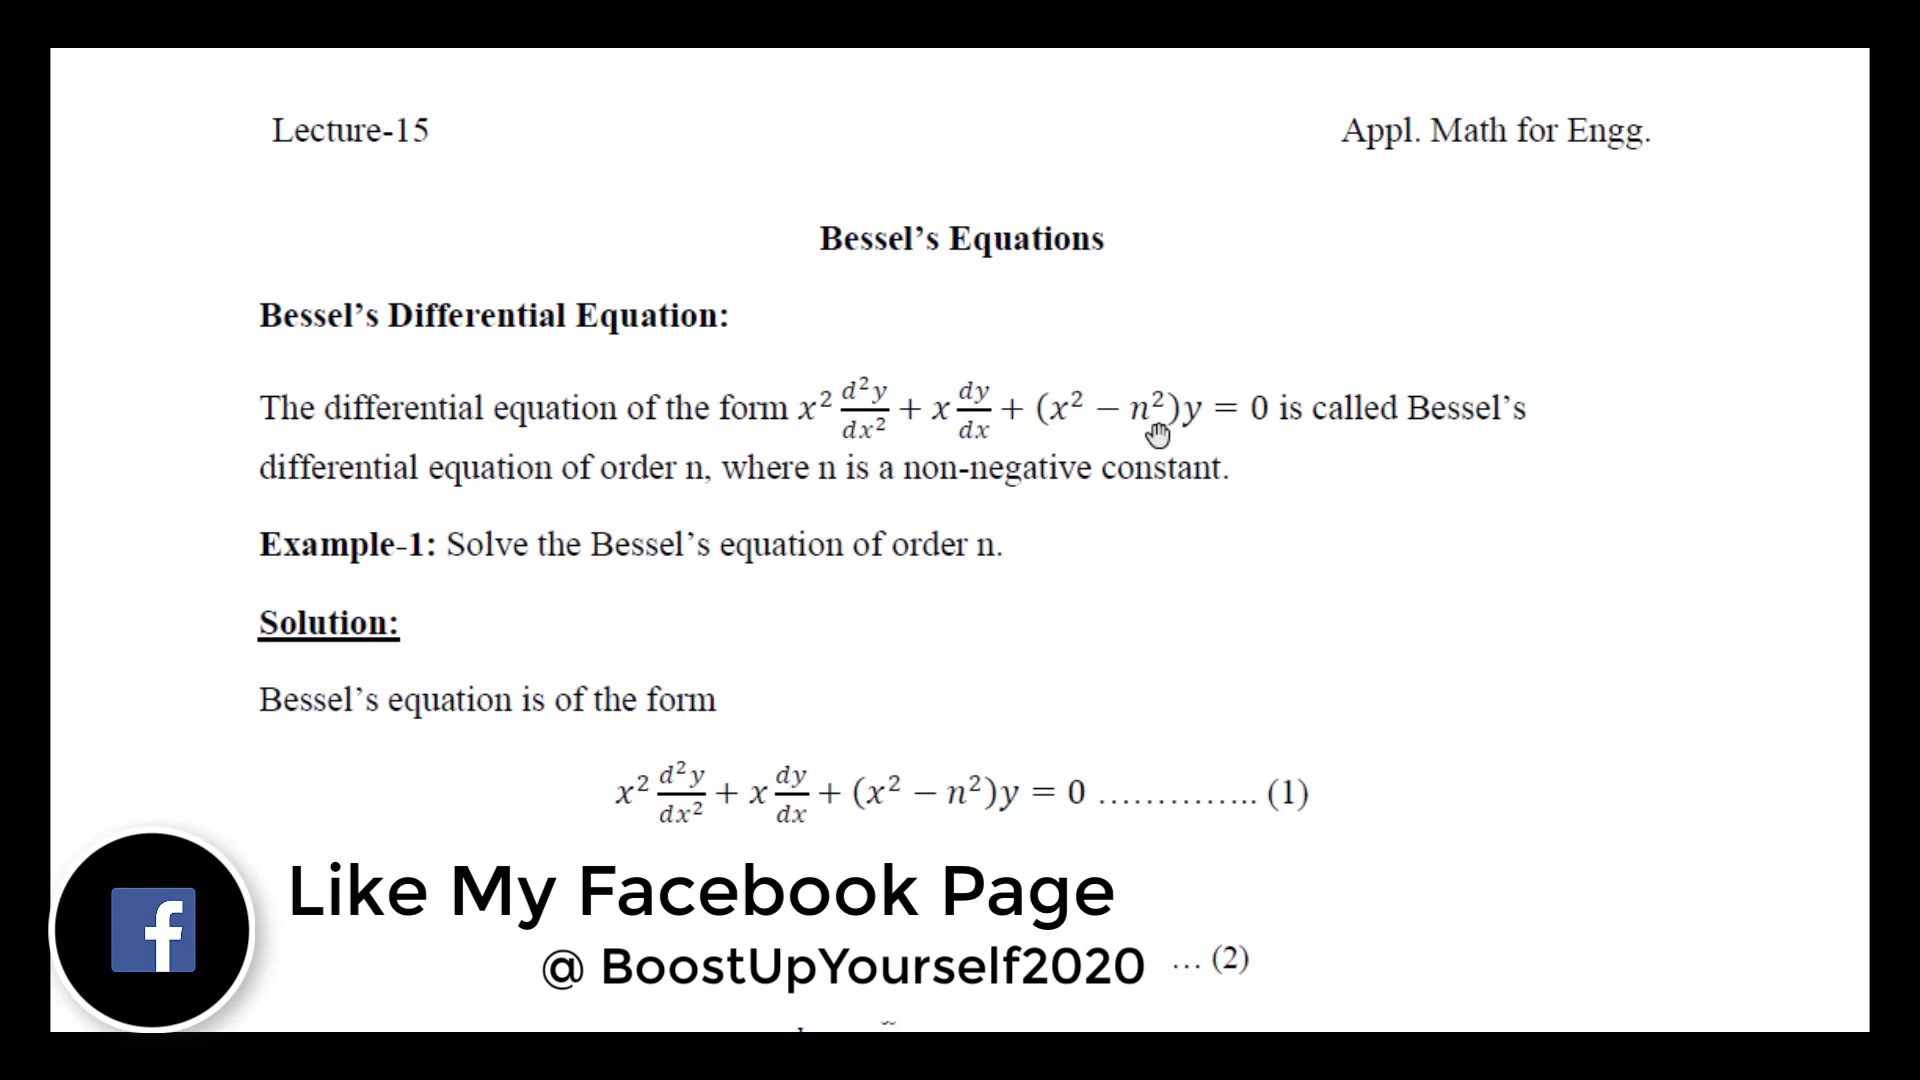 Lecture-15 Appl. Math for Engg.
Bessel’s Equations
Bessel’s Differential Equation:
The differential equation of the form x² d²y/dx² + x dy/dx + (x² − n²)y = 0 is called Bessel’s
differential equation of order n, where n is a non-negative constant.
Example-1: Solve the Bessel’s equation of order n.
Solution:
Bessel’s equation is of the form
x² d²y/dx² + x dy/dx + (x² − n²)y = 0 ………….. (1)
Like My Facebook Page
@ BoostUpYourself2020 … (2)